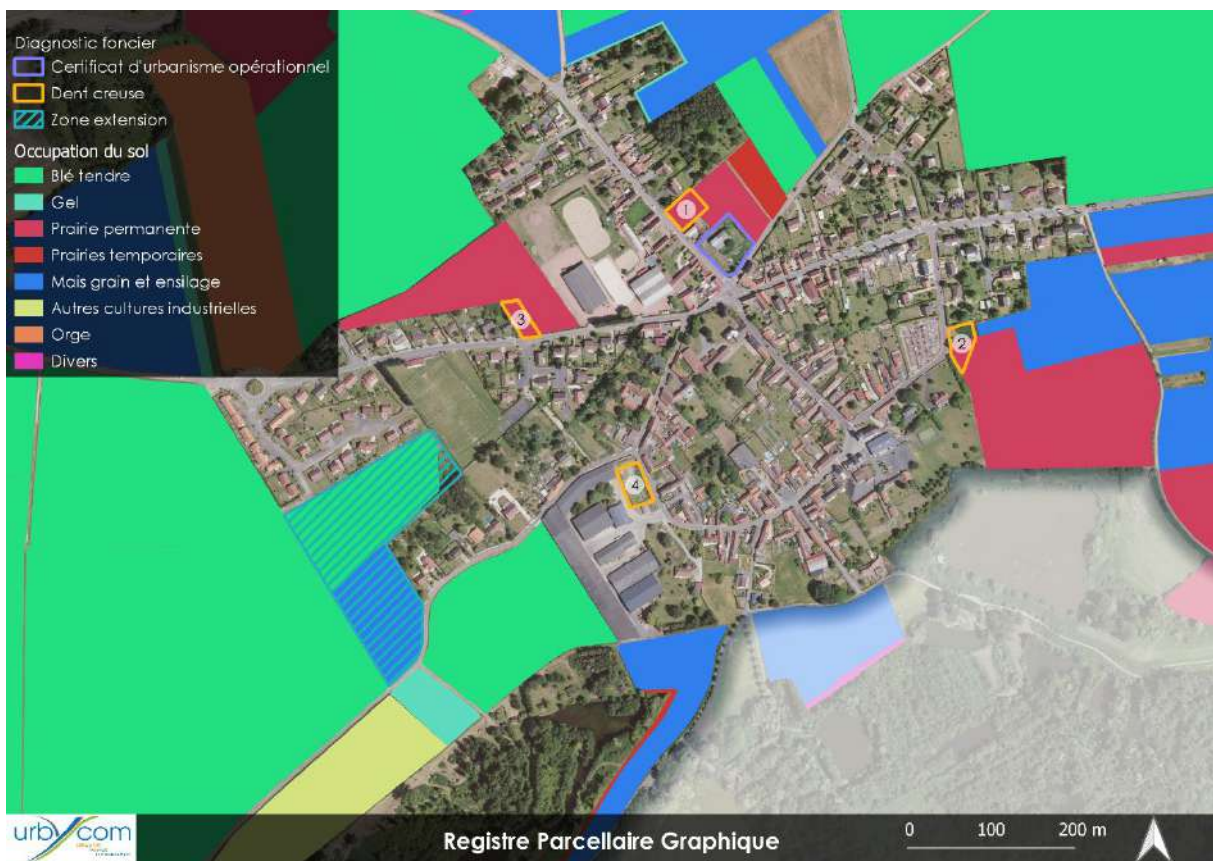 Diagnostic foncier
Certificat d'urbanisme opérationnel
Dent creuse
Zone extension
Occupation du sol
Blé tendre
Gel
Prairie permanente
Prairies temporaires
Mais grain et ensilage
Autres cultures industrielles
Orge
Divers
1
2
3
4
urbycom
Registre Parcellaire Graphique
0 100 200 m